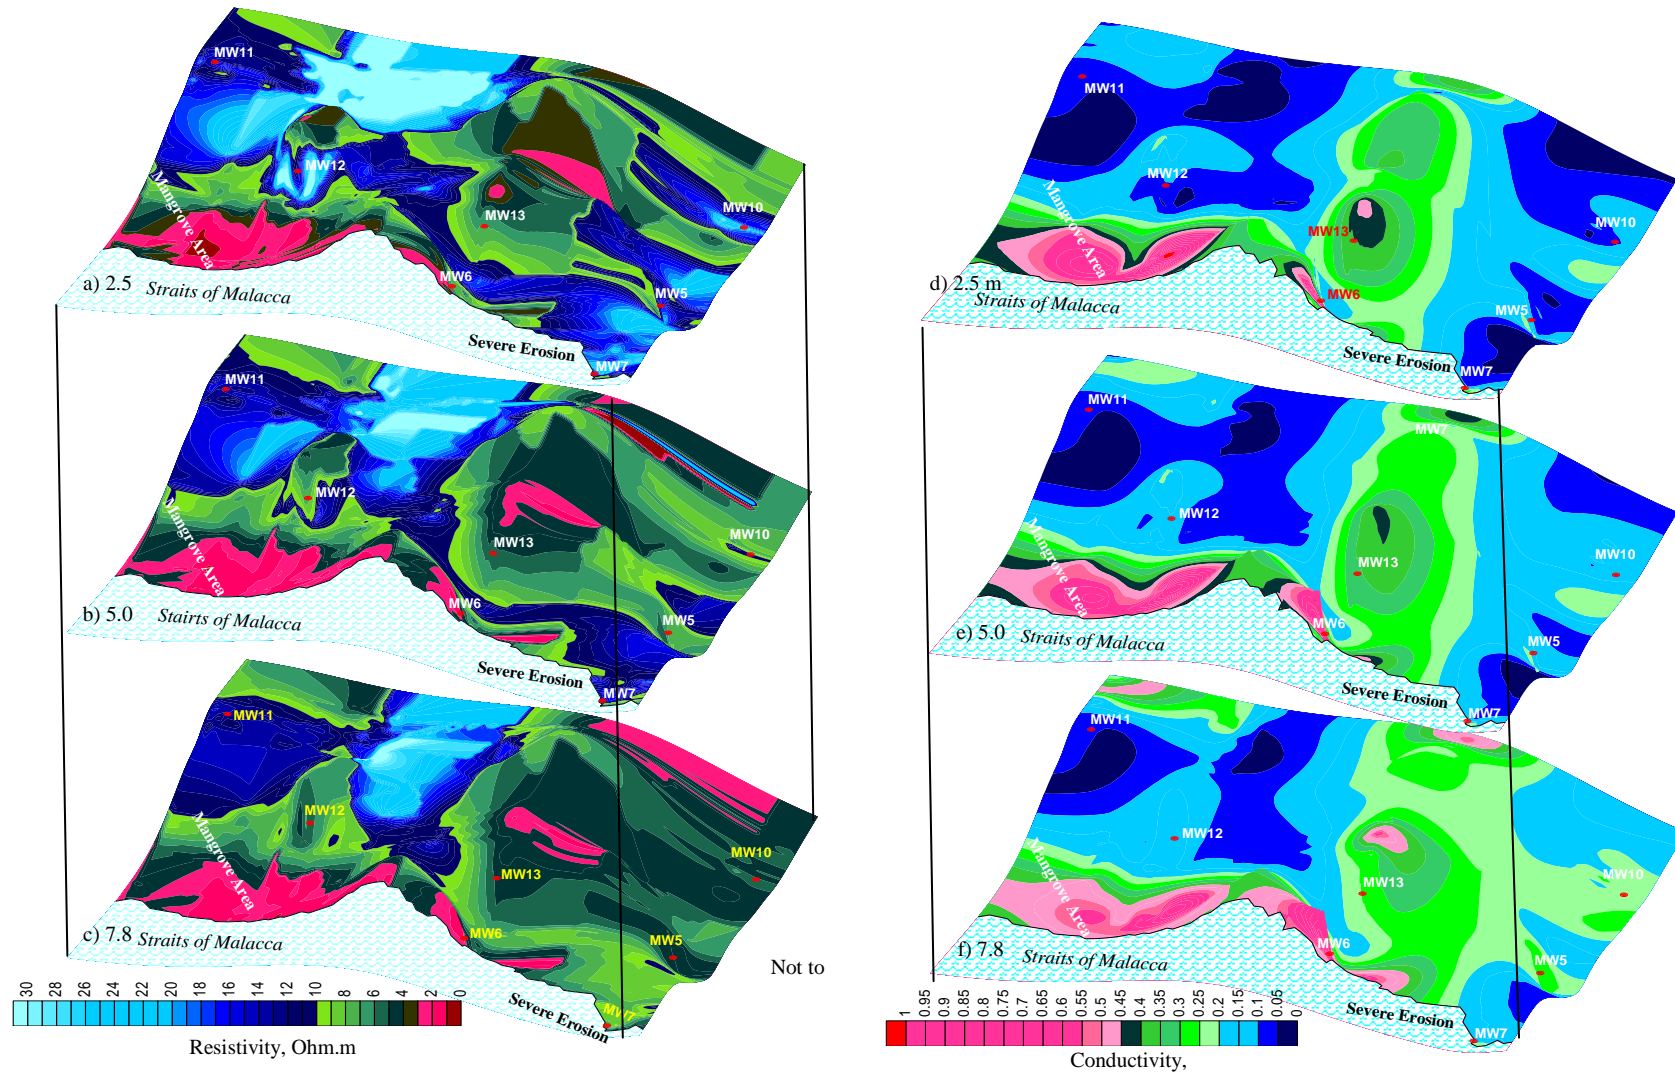 MW11
MW12
MW13
MW10
MW6
MW5
MW7
Mangrove Area
a) 2.5
Straits of Malacca
Severe Erosion
MW11
MW12
MW13
MW10
MW6
MW5
MW7
Mangrove Area
b) 5.0
Stairts of Malacca
Severe Erosion
MW11
MW12
MW13
MW10
MW6
MW5
MW7
Mangrove Area
c) 7.8
Straits of Malacca
Severe Erosion
Not to
30 28 26 24 22 20 18 16 14 12 10 8 6 4 2 0
Resistivity, Ohm.m
MW11
MW12
MW13
MW10
MW6
MW5
MW7
Mangrove Area
d) 2.5 m
Straits of Malacca
Severe Erosion
MW11
MW7
MW12
MW13
MW10
MW6
MW5
MW7
Mangrove Area
e) 5.0
Straits of Malacca
Severe Erosion
MW11
MW12
MW13
MW10
MW6
MW5
MW7
Mangrove Area
f) 7.8
Straits of Malacca
Severe Erosion
1 0.95 0.9 0.85 0.8 0.75 0.7 0.65 0.6 0.55 0.5 0.45 0.4 0.35 0.3 0.25 0.2 0.15 0.1 0.05 0
Conductivity,